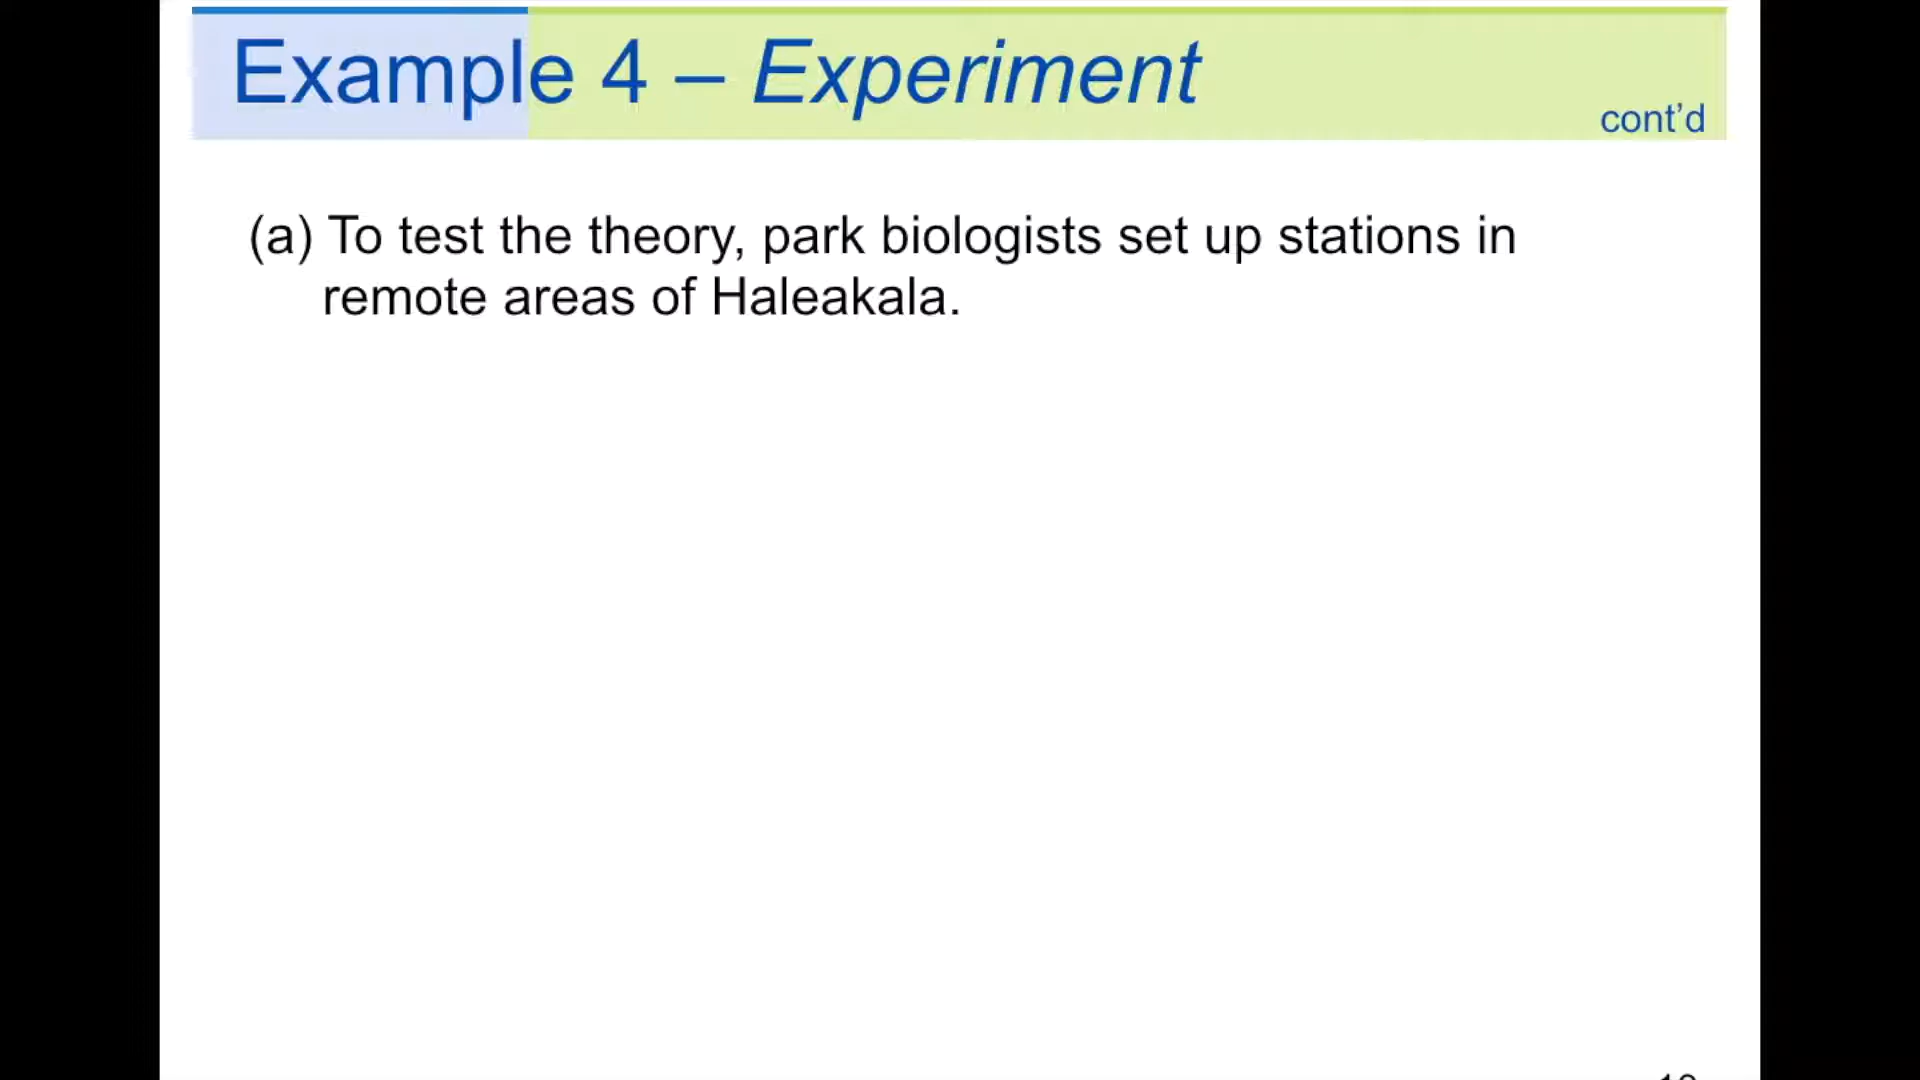 Example 4 – Experiment
cont’d
(a) To test the theory, park biologists set up stations in
remote areas of Haleakala.